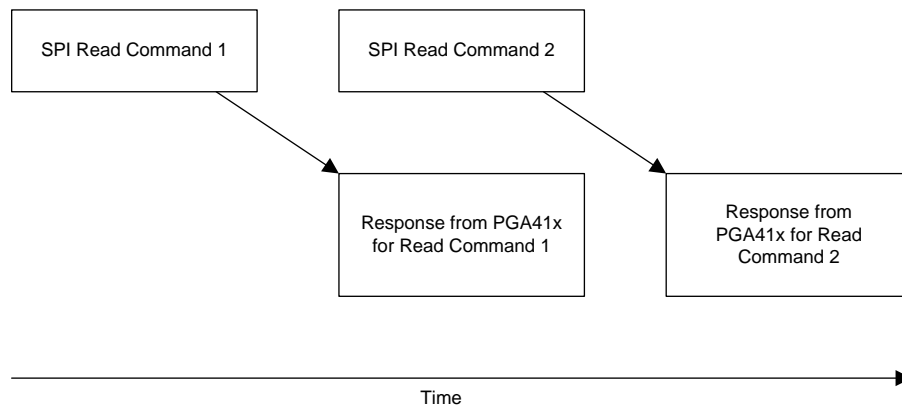 SPI Read Command 1
SPI Read Command 2
Response from PGA41x
for Read Command 1
Response from
PGA41x for Read
Command 2
Time